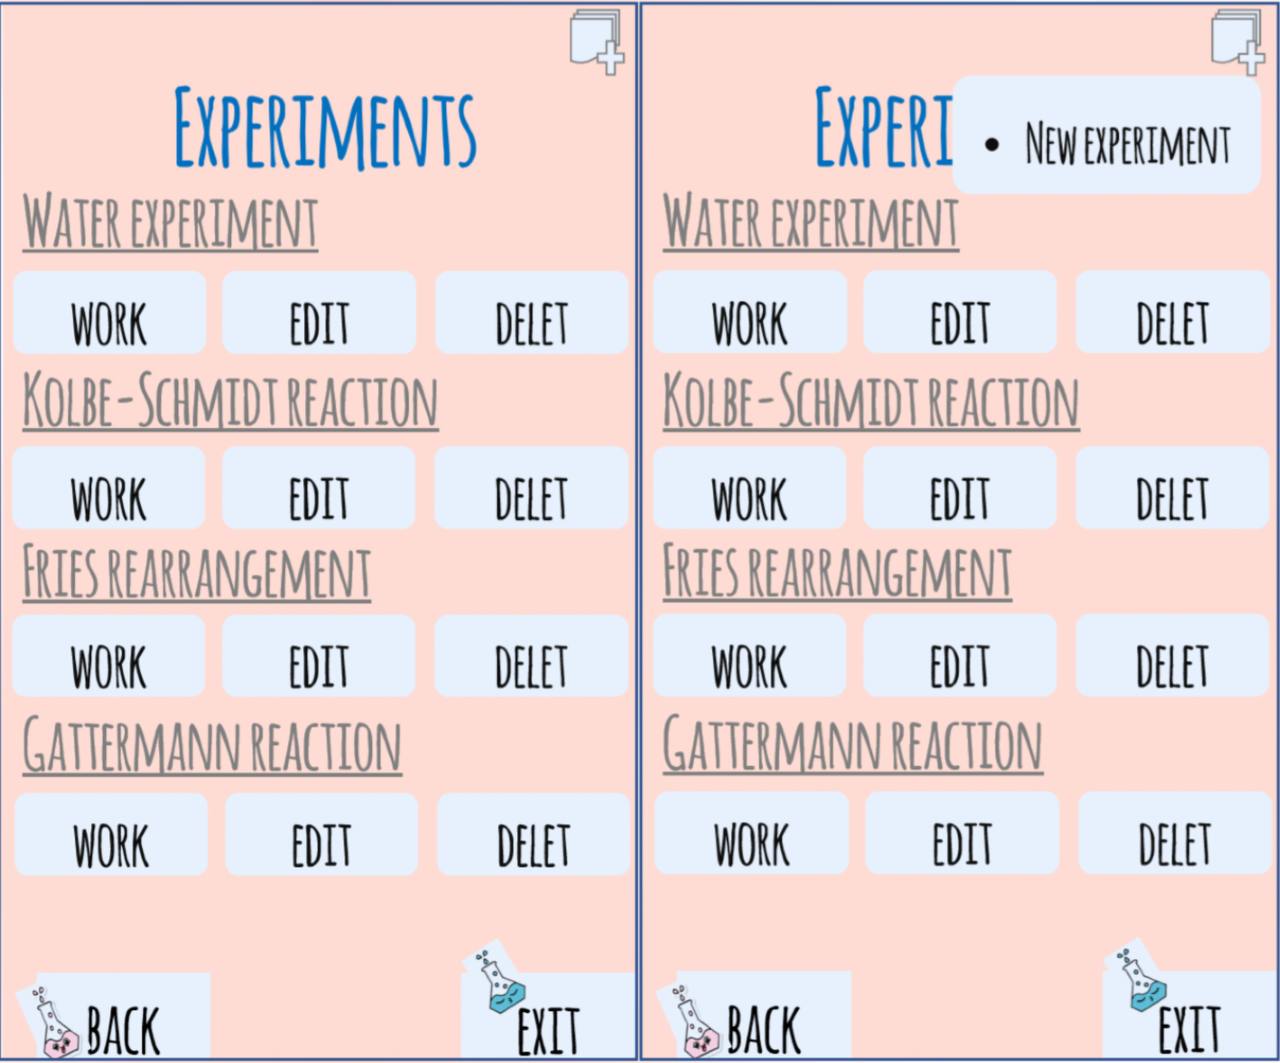 Experiments
Water experiment
WORK EDIT DELET
Kolbe-Schmidt reaction
WORK EDIT DELET
Fries rearrangement
WORK EDIT DELET
Gattermann reaction
WORK EDIT DELET
BACK EXIT
Experi
• New experiment
Water experiment
WORK EDIT DELET
Kolbe-Schmidt reaction
WORK EDIT DELET
Fries rearrangement
WORK EDIT DELET
Gattermann reaction
WORK EDIT DELET
BACK EXIT